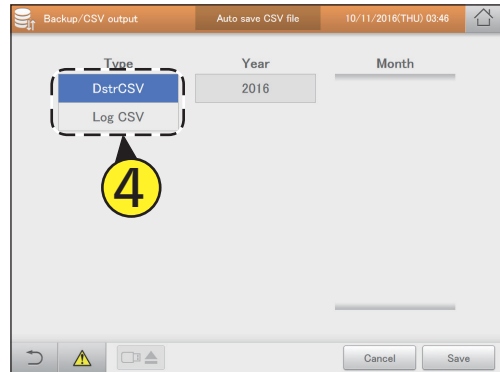 Backup/CSV output Auto save CSV file 10/11/2016(THU) 03:46
Type Year Month
DstrCSV 2016
Log CSV
4
Cancel Save